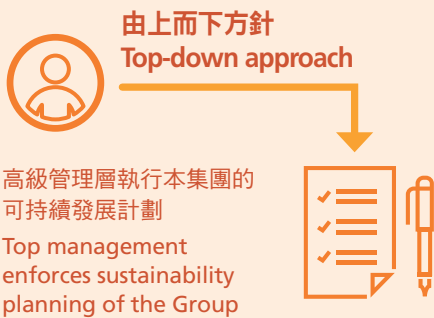 由上而下方針
Top-down approach
高級管理層執行本集團的
可持續發展計劃
Top management
enforces sustainability
planning of the Group